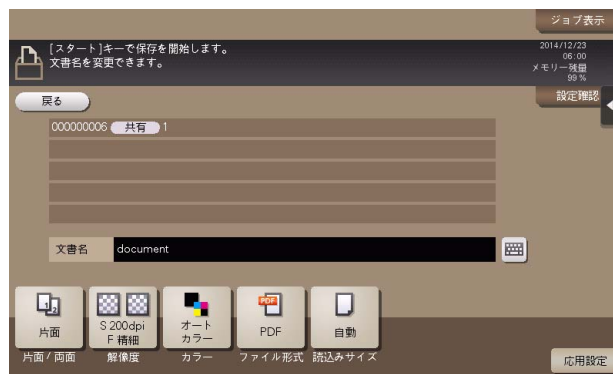 ジョブ表示
[スタート]キーで保存を開始します。
文書名を変更できます。
2014/12/23
06:00
メモリー残量
99 %
戻る
設定確認
000000006 共有 1
文書名 document
片面
S 200dpi
F 精細
オート
カラー
PDF
PDF
自動
片面 / 両面
解像度
カラー
ファイル形式
読込みサイズ
応用設定